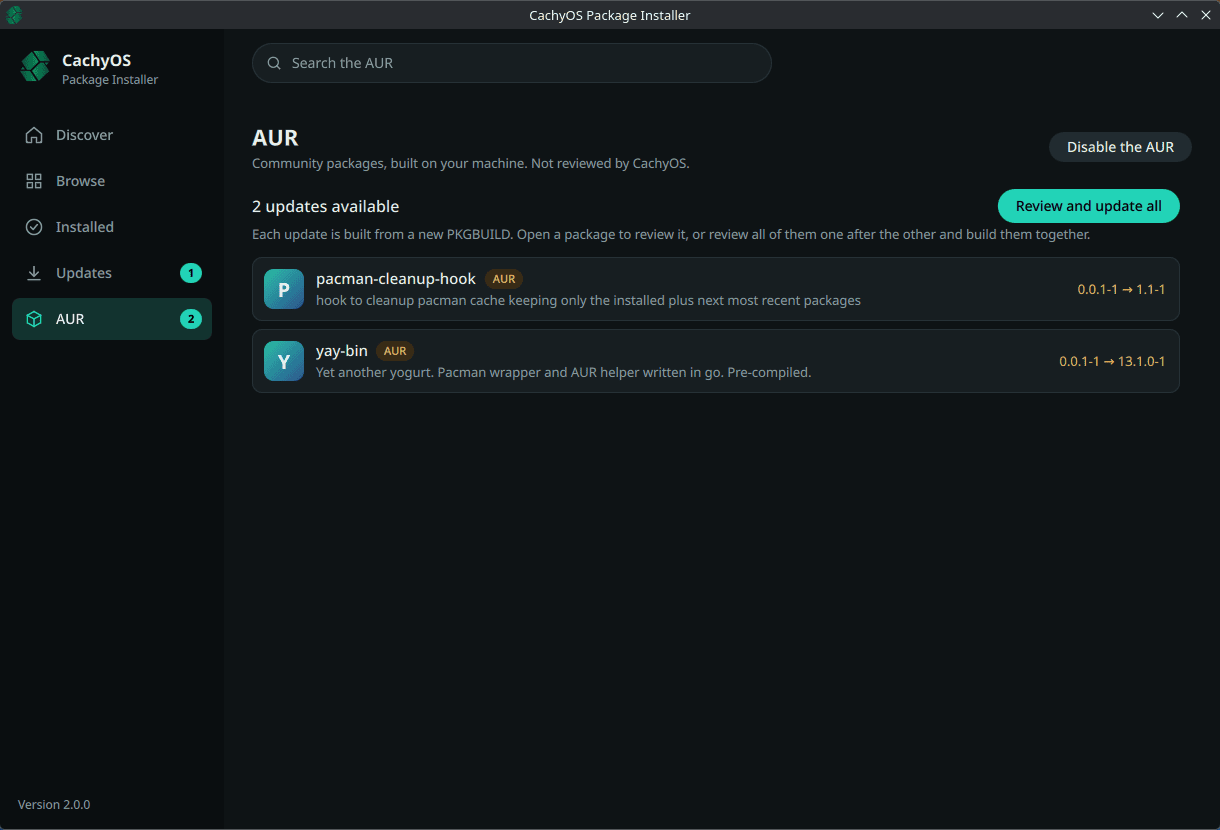 CachyOS Package Installer
CachyOS
Package Installer
Search the AUR
Discover
Browse
Installed
Updates 1
AUR 2
AUR
Community packages, built on your machine. Not reviewed by CachyOS.
Disable the AUR
2 updates available
Review and update all
Each update is built from a new PKGBUILD. Open a package to review it, or review all of them one after the other and build them together.
P
pacman-cleanup-hook AUR
hook to cleanup pacman cache keeping only the installed plus next most recent packages
0.0.1-1 → 1.1-1
Y
yay-bin AUR
Yet another yogurt. Pacman wrapper and AUR helper written in go. Pre-compiled.
0.0.1-1 → 13.1.0-1
Version 2.0.0